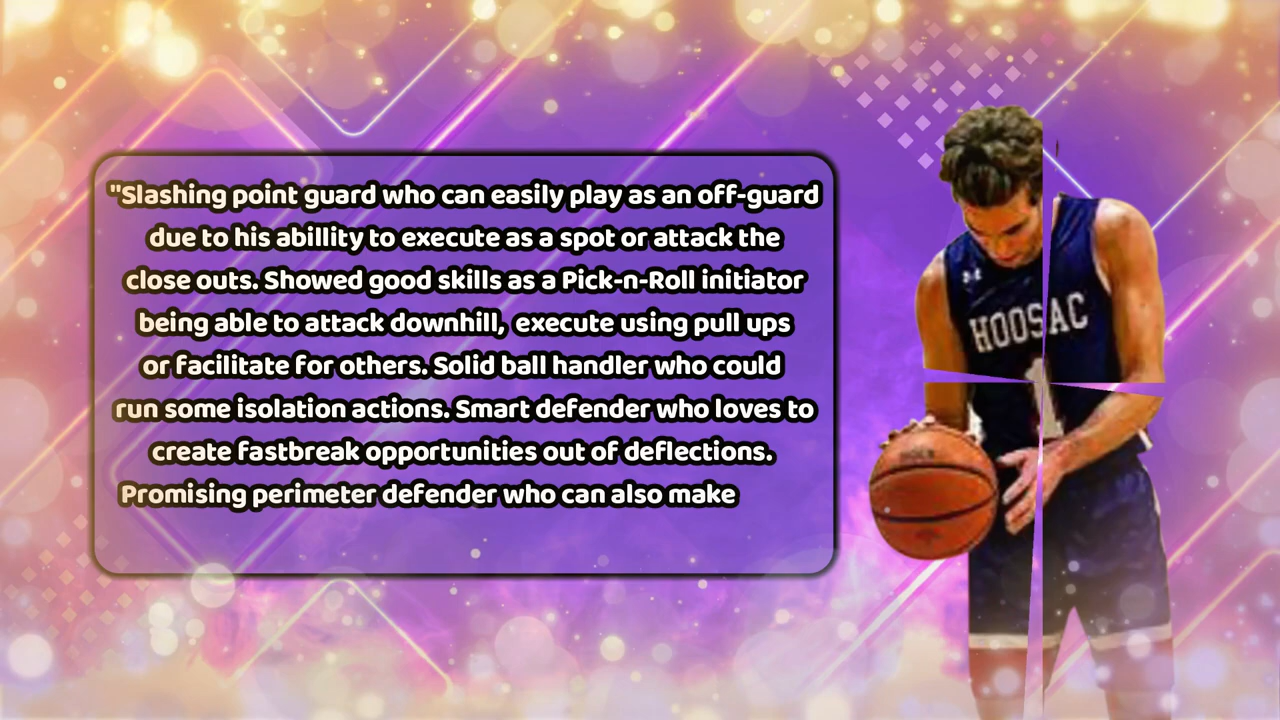 "Slashing point guard who can easily play as an off-guard
due to his abillity to execute as a spot or attack the
close outs. Showed good skills as a Pick-n-Roll initiator
being able to attack downhill, execute using pull ups
or facilitate for others. Solid ball handler who could
run some isolation actions. Smart defender who loves to
create fastbreak opportunities out of deflections.
Promising perimeter defender who can also make
HOOSAC
1